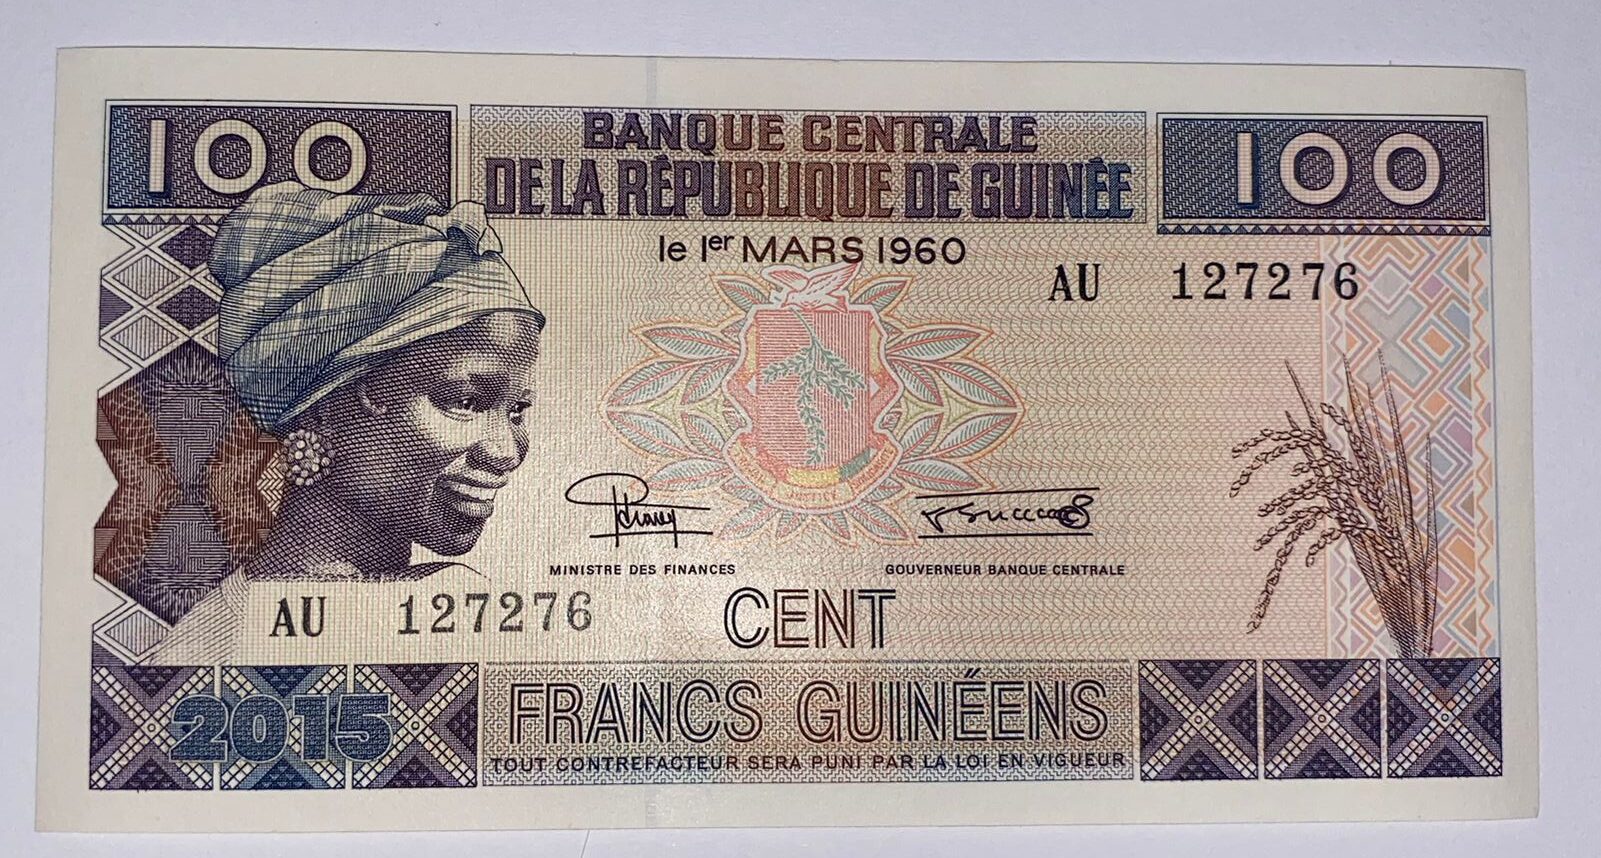 100
BANQUE CENTRALE
100
DE LA RÉPUBLIQUE DE GUINÉE
le 1er MARS 1960
AU 127276
JUSTICE
MINISTRE DES FINANCES
GOUVERNEUR BANQUE CENTRALE
AU 127276
CENT
FRANCS GUINÉENS
2015
TOUT CONTREFACTEUR SERA PUNI PAR LA LOI EN VIGUEUR